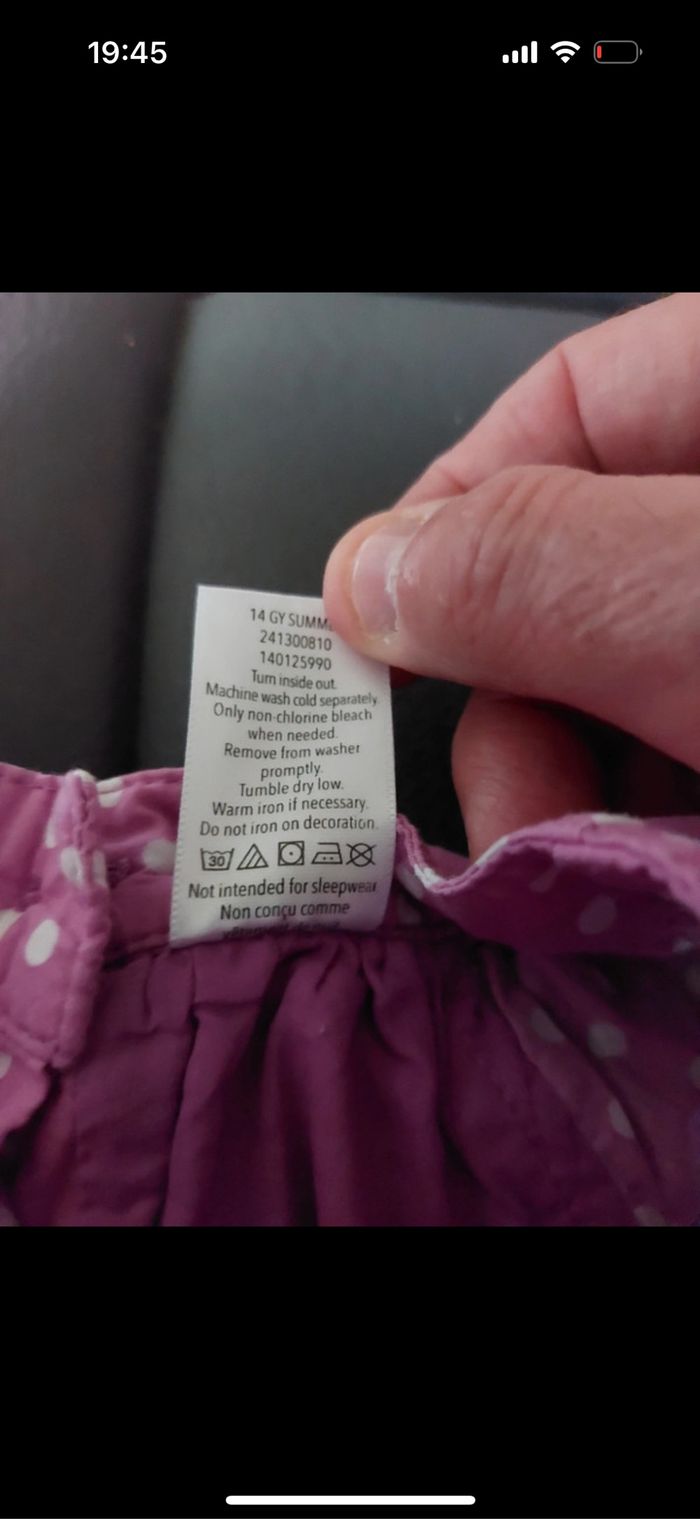 19:45
14 GY SUMM
241300810
140125990
Turn inside out.
Machine wash cold separately.
Only non-chlorine bleach
when needed.
Remove from washer
promptly.
Tumble dry low.
Warm iron if necessary.
Do not iron on decoration.
30
Not intended for sleepwear
Non conçu comme